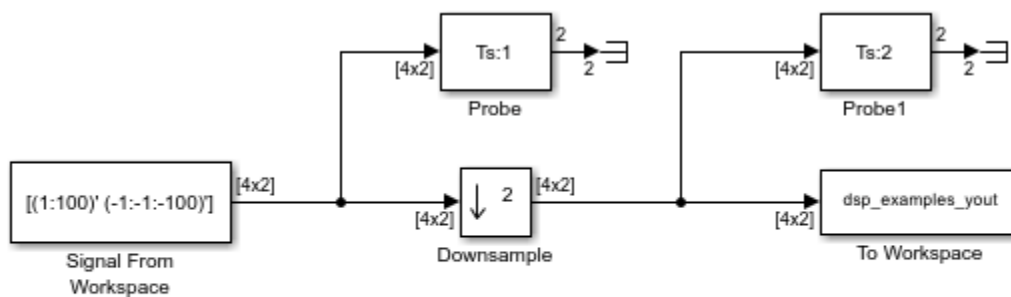 Ts:1
2
[4x2]
2
Probe
Ts:2
2
[4x2]
2
Probe1
[(1:100)' (-1:-1:-100)']
[4x2]
Signal From
Workspace
[4x2]
2
[4x2]
Downsample
[4x2]
dsp_examples_yout
To Workspace